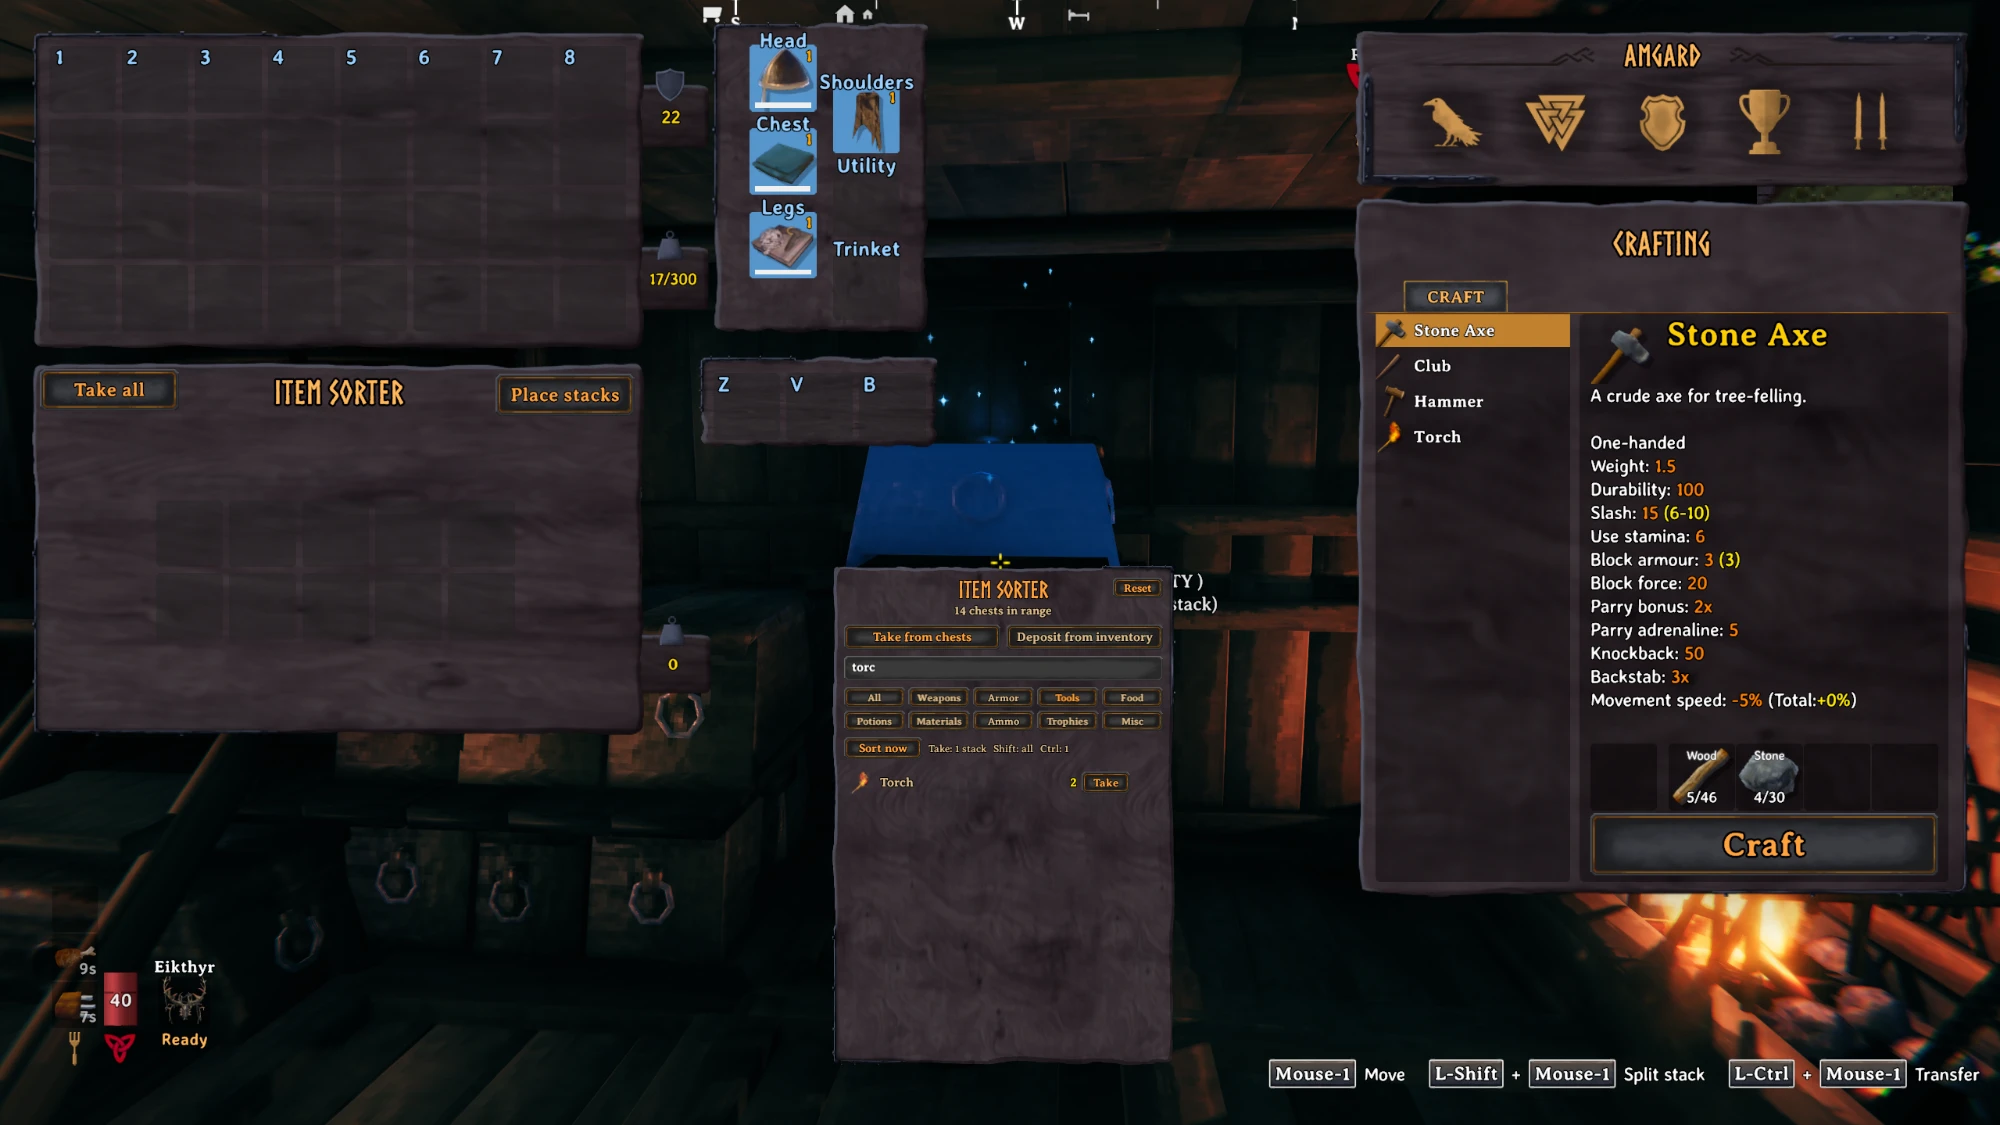 S
W
1 2 3 4 5 6 7 8
22
17/300
Head
1
Shoulders
1
Chest
1
Utility
Legs
1
Trinket
Z V B
Take all
ITEM SORTER
Place stacks
0
TY )
stack)
ITEM SORTER
Reset
14 chests in range
Take from chests
Deposit from inventory
torc
All Weapons Armor Tools Food
Potions Materials Ammo Trophies Misc
Sort now Take: 1 stack Shift: all Ctrl: 1
Torch 2 Take
AMGARD
CRAFTING
CRAFT
Stone Axe
Club
Hammer
Torch
Stone Axe
A crude axe for tree-felling.
One-handed
Weight: 1.5
Durability: 100
Slash: 15 (6-10)
Use stamina: 6
Block armour: 3 (3)
Block force: 20
Parry bonus: 2x
Parry adrenaline: 5
Knockback: 50
Backstab: 3x
Movement speed: -5% (Total:+0%)
Wood
5/46
Stone
4/30
Craft
9s
7s
40
Eikthyr
Ready
Mouse-1 Move L-Shift + Mouse-1 Split stack L-Ctrl + Mouse-1 Transfer